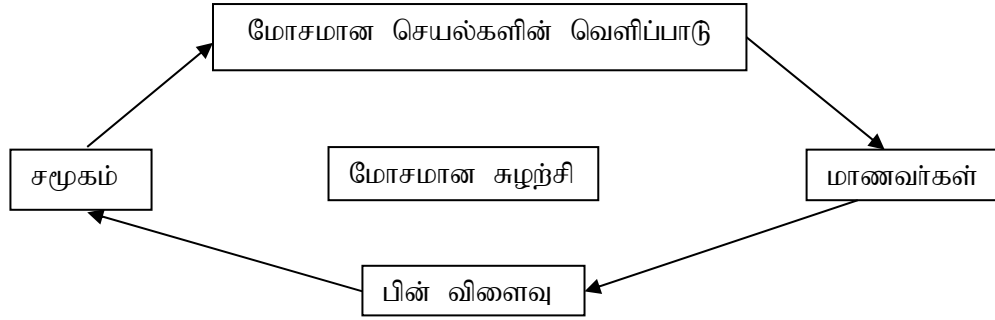 மோசமான செயல்களின் வெளிப்பாடு
சமூகம்
மோசமான சுழற்சி
மாணவர்கள்
பின் விளைவு